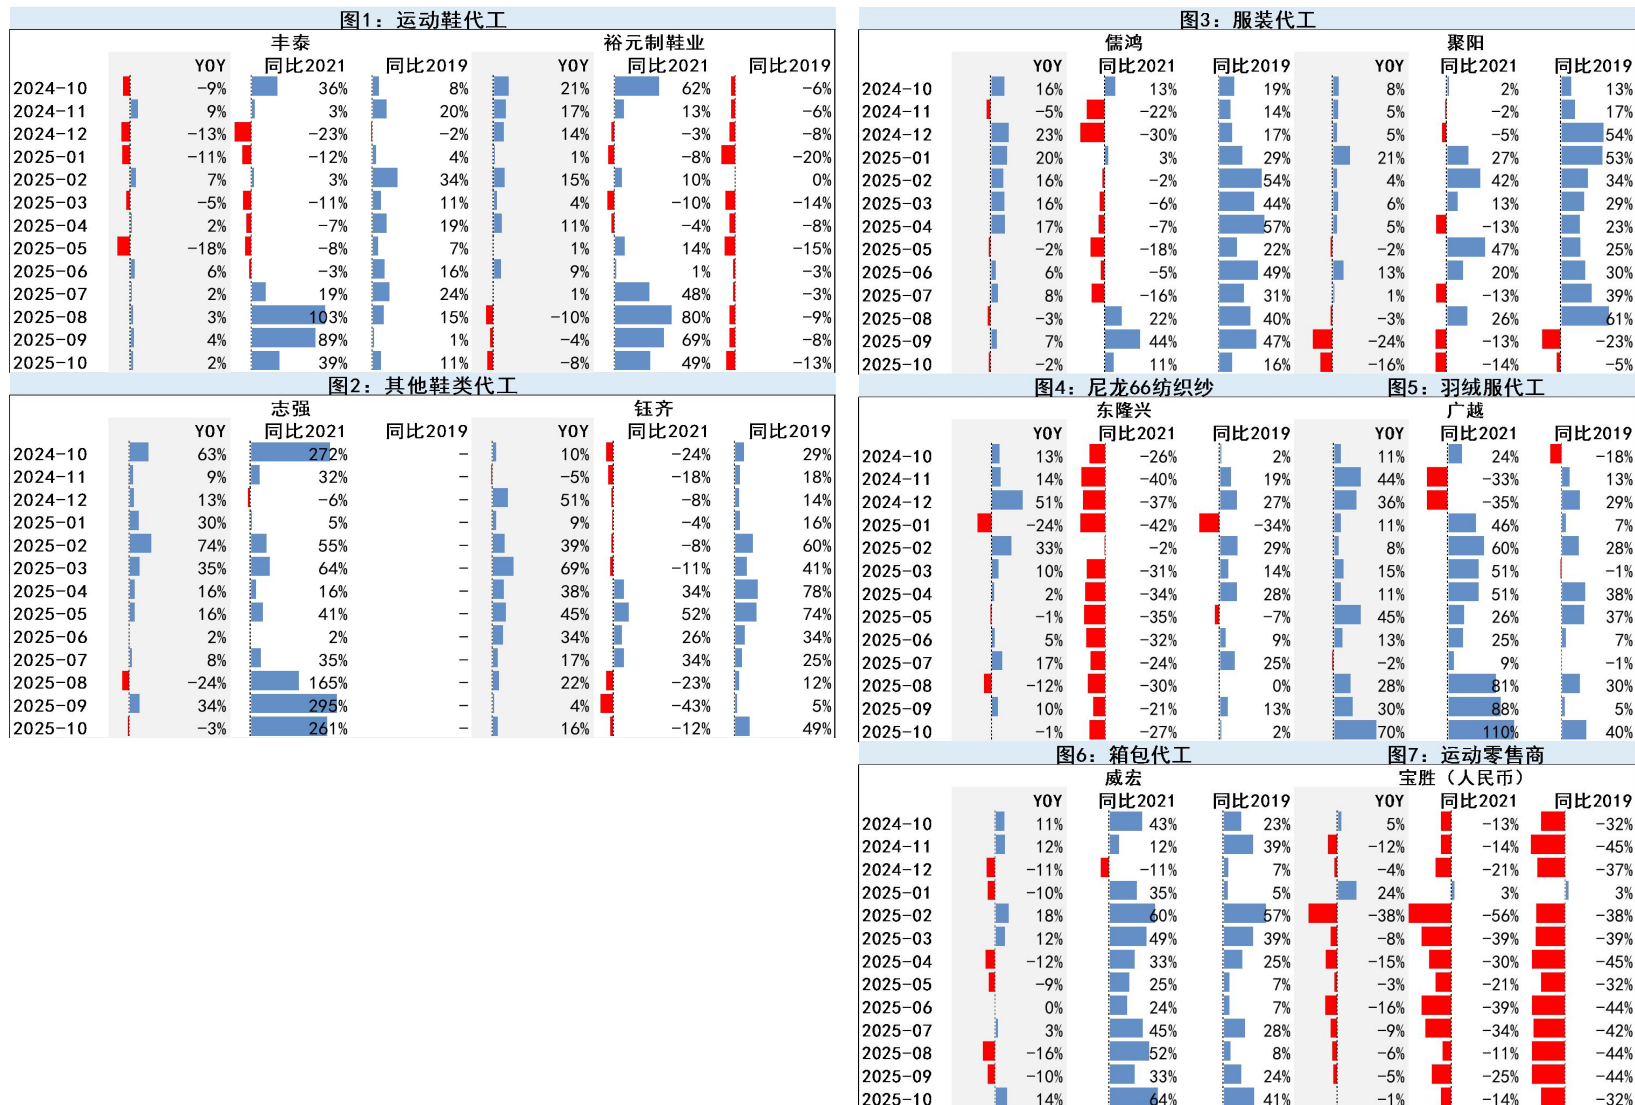 图1：运动鞋代工
丰泰 裕元制鞋业
YOY 同比2021 同比2019 YOY 同比2021 同比2019
2024-10 -9% 36% 8% 21% 62% -6%
2024-11 9% 3% 20% 17% 13% -6%
2024-12 -13% -23% -2% 14% -3% -8%
2025-01 -11% -12% 4% 1% -8% -20%
2025-02 7% 3% 34% 15% 10% 0%
2025-03 -5% -11% 11% 4% -10% -14%
2025-04 2% -7% 19% 11% -4% -8%
2025-05 -18% -8% 7% 1% 14% -15%
2025-06 6% -3% 16% 9% 1% -3%
2025-07 2% 19% 24% 1% 48% -3%
2025-08 3% 103% 15% -10% 80% -9%
2025-09 4% 89% 1% -4% 69% -8%
2025-10 2% 39% 11% -8% 49% -13%
图2：其他鞋类代工
志强 钰齐
YOY 同比2021 同比2019 YOY 同比2021 同比2019
2024-10 63% 272% - 10% -24% 29%
2024-11 9% 32% - -5% -18% 18%
2024-12 13% -6% - 51% -8% 14%
2025-01 30% 5% - 9% -4% 16%
2025-02 74% 55% - 39% -8% 60%
2025-03 35% 64% - 69% -11% 41%
2025-04 16% 16% - 38% 34% 78%
2025-05 16% 41% - 45% 52% 74%
2025-06 2% 2% - 34% 26% 34%
2025-07 8% 35% - 17% 34% 25%
2025-08 -24% 165% - 22% -23% 12%
2025-09 34% 295% - 4% -43% 5%
2025-10 -3% 261% - 16% -12% 49%
图3：服装代工
儒鸿 聚阳
YOY 同比2021 同比2019 YOY 同比2021 同比2019
2024-10 16% 13% 19% 8% 2% 13%
2024-11 -5% -22% 14% 5% -2% 17%
2024-12 23% -30% 17% 5% -5% 54%
2025-01 20% 3% 29% 21% 27% 53%
2025-02 16% -2% 54% 4% 42% 34%
2025-03 16% -6% 44% 6% 13% 29%
2025-04 17% -7% 57% 5% -13% 23%
2025-05 -2% -18% 22% -2% 47% 25%
2025-06 6% -5% 49% 13% 20% 30%
2025-07 8% -16% 31% 1% -13% 39%
2025-08 -3% 22% 40% -3% 26% 61%
2025-09 7% 44% 47% -24% -13% -23%
2025-10 -2% 11% 16% -16% -14% -5%
图4：尼龙66纺织纱 图5：羽绒服代工
东隆兴 广越
YOY 同比2021 同比2019 YOY 同比2021 同比2019
2024-10 13% -26% 2% 11% 24% -18%
2024-11 14% -40% 19% 44% -33% 13%
2024-12 51% -37% 27% 36% -35% 29%
2025-01 -24% -42% -34% 11% 46% 7%
2025-02 33% -2% 29% 8% 60% 28%
2025-03 10% -31% 14% 15% 51% -1%
2025-04 2% -34% 28% 11% 51% 38%
2025-05 -1% -35% -7% 45% 26% 37%
2025-06 5% -32% 9% 13% 25% 7%
2025-07 17% -24% 25% -2% 9% -1%
2025-08 -12% -30% 0% 28% 81% 30%
2025-09 10% -21% 13% 30% 88% 5%
2025-10 -1% -27% 2% 70% 110% 40%
图6：箱包代工 图7：运动零售商
威宏 宝胜（人民币）
YOY 同比2021 同比2019 YOY 同比2021 同比2019
2024-10 11% 43% 23% 5% -13% -32%
2024-11 12% 12% 39% -12% -14% -45%
2024-12 -11% -11% 7% -4% -21% -37%
2025-01 -10% 35% 5% 24% 3% 3%
2025-02 18% 60% 57% -38% -56% -38%
2025-03 12% 49% 39% -8% -39% -39%
2025-04 -12% 33% 25% -15% -30% -45%
2025-05 -9% 25% 7% -3% -21% -32%
2025-06 0% 24% 7% -16% -39% -44%
2025-07 3% 45% 28% -9% -34% -42%
2025-08 -16% 52% 8% -6% -11% -44%
2025-09 -10% 33% 24% -5% -25% -44%
2025-10 14% 64% 41% -1% -14% -32%